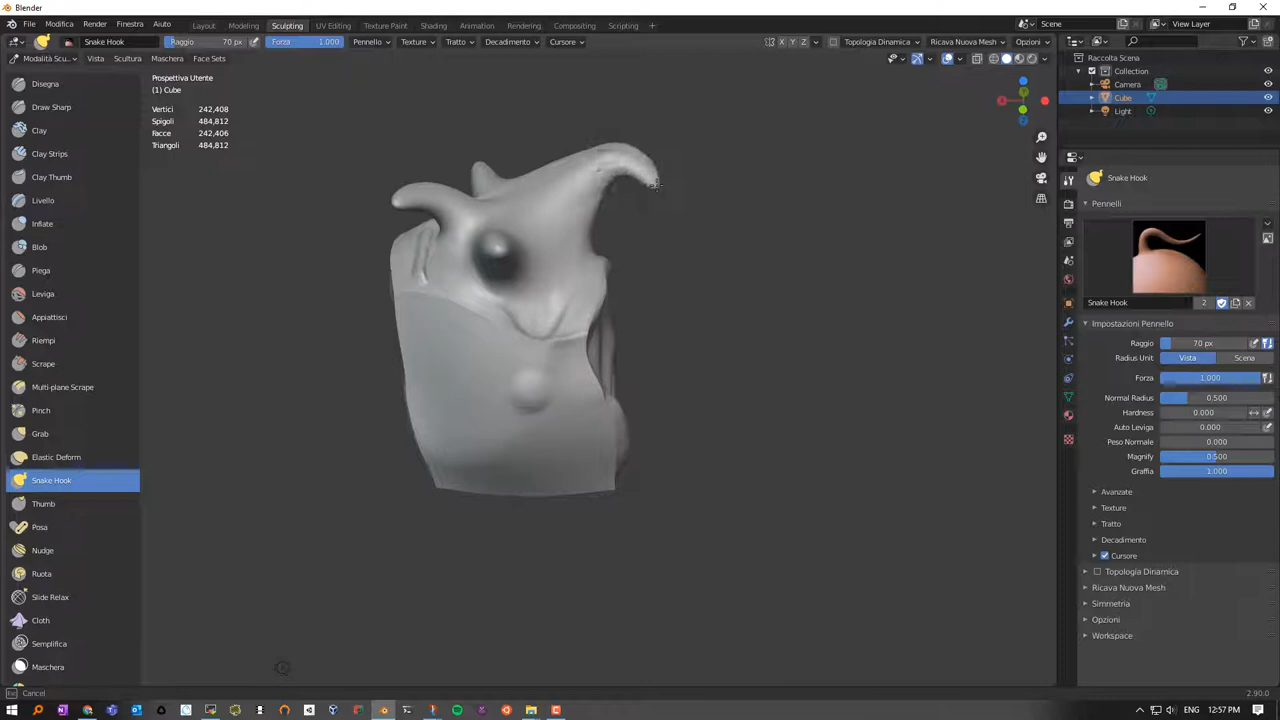 Blender
File Modifica Render Finestra Aiuto Layout Modeling Sculpting UV Editing Texture Paint Shading Animation Rendering Compositing Scripting + Scene View Layer
Snake Hook Raggio 70 px Forza 1.000 Pennello Texture Tratto Decadimento Cursore X Y Z Topologia Dinamica Ricava Nuova Mesh Opzioni
Modalità Scu... Vista Scultura Maschera Face Sets
Prospettiva Utente
(1) Cube
Vertici 242,408
Spigoli 484,812
Facce 242,406
Triangoli 484,812
Disegna
Draw Sharp
Clay
Clay Strips
Clay Thumb
Livello
Inflate
Blob
Piega
Leviga
Appiattisci
Riempi
Scrape
Multi-plane Scrape
Pinch
Grab
Elastic Deform
Snake Hook
Thumb
Posa
Nudge
Ruota
Slide Relax
Cloth
Semplifica
Maschera
Raccolta Scena
Collection
Camera
Cube
Light
Snake Hook
Pennelli
Snake Hook 2
Impostazioni Pennello
Raggio 70 px
Radius Unit Vista Scena
Forza 1.000
Normal Radius 0.500
Hardness 0.000
Auto Leviga 0.000
Peso Normale 0.000
Magnify 0.500
Graffia 1.000
Avanzate
Texture
Tratto
Decadimento
Cursore
Topologia Dinamica
Ricava Nuova Mesh
Simmetria
Opzioni
Workspace
Cancel 2.90.0
ENG 12:57 PM